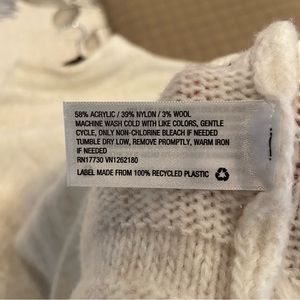 58% ACRYLIC / 39% NYLON / 3% WOOL
MACHINE WASH COLD WITH LIKE COLORS, GENTLE
CYCLE, ONLY NON-CHLORINE BLEACH IF NEEDED
TUMBLE DRY LOW, REMOVE PROMPTLY, WARM IRON
IF NEEDED
RN17730 VN1262180
LABEL MADE FROM 100% RECYCLED PLASTIC